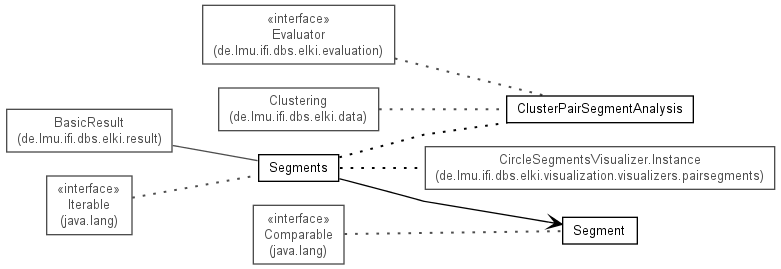 «interface»
Evaluator
(de.lmu.ifi.dbs.elki.evaluation)
Clustering
(de.lmu.ifi.dbs.elki.data)
ClusterPairSegmentAnalysis
BasicResult
(de.lmu.ifi.dbs.elki.result)
Segments
CircleSegmentsVisualizer.Instance
(de.lmu.ifi.dbs.elki.visualization.visualizers.pairsegments)
«interface»
Iterable
(java.lang)
«interface»
Comparable
(java.lang)
Segment